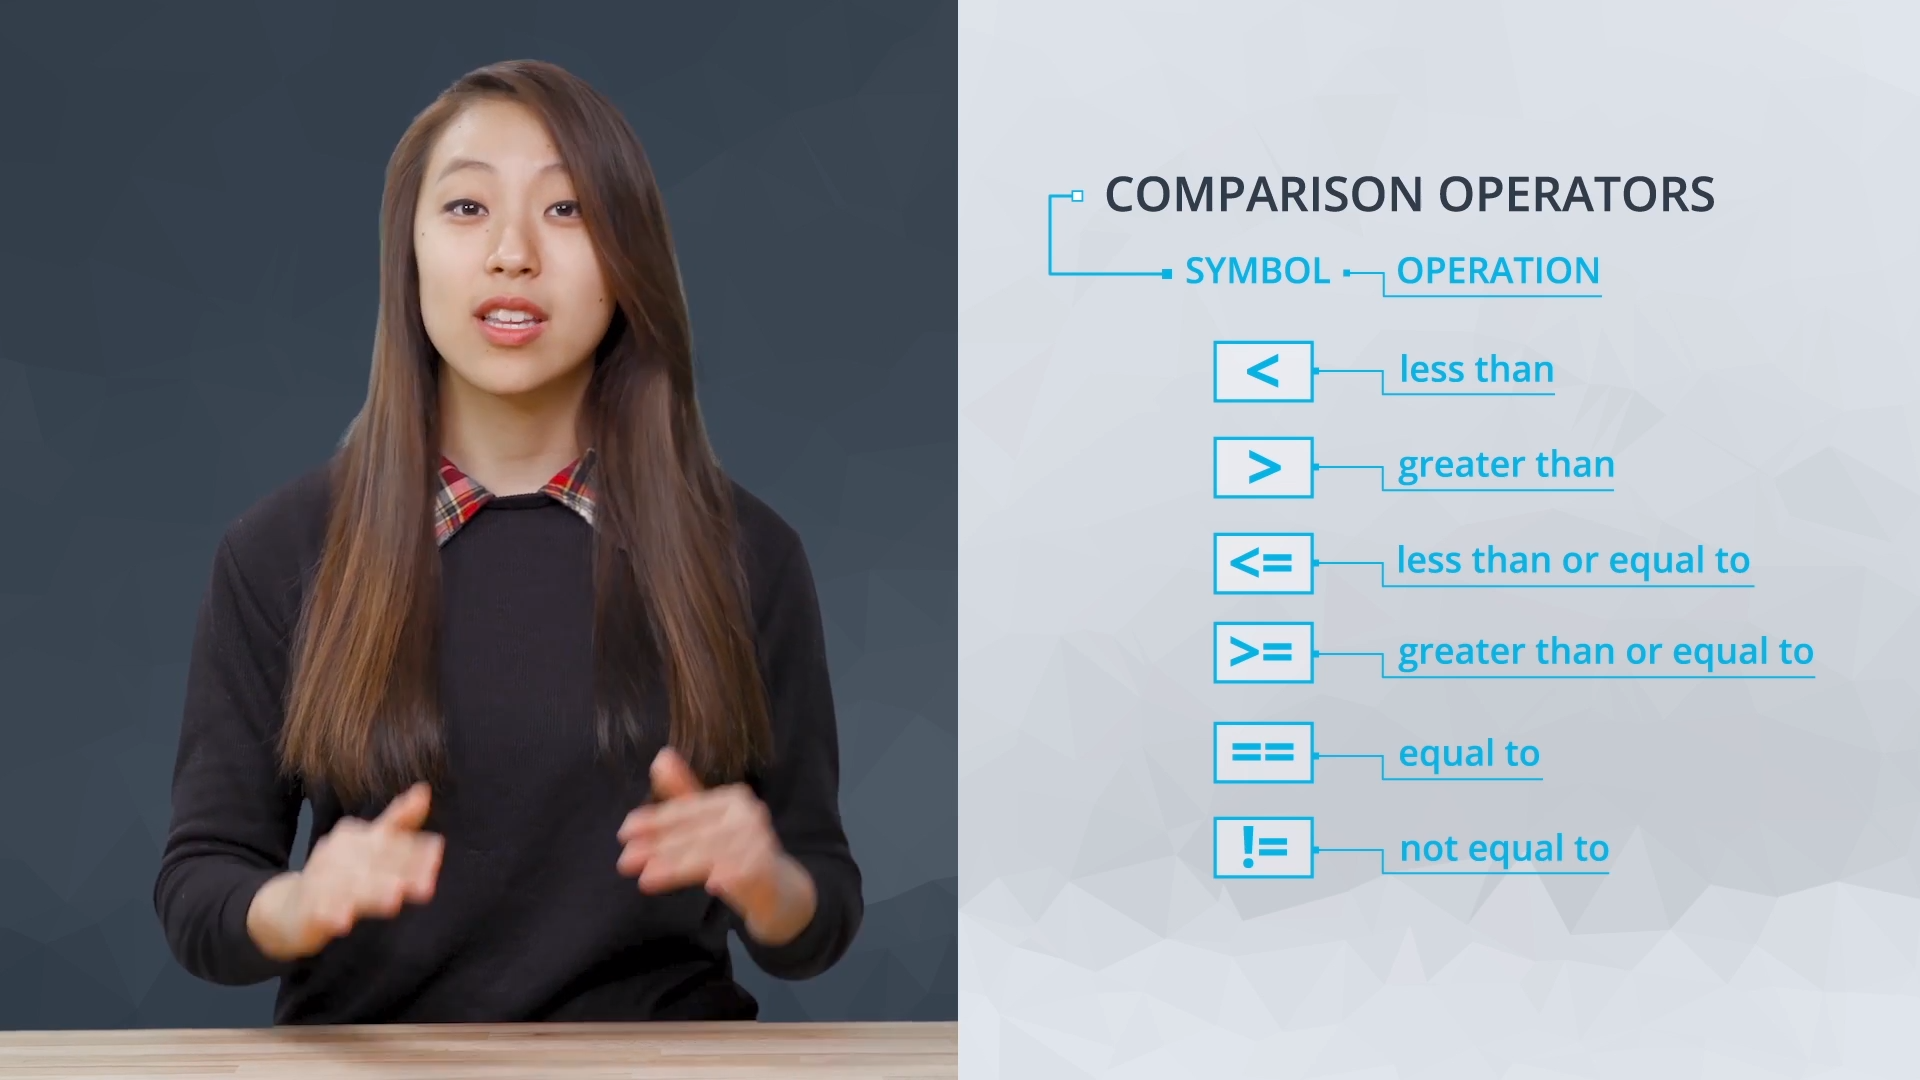 COMPARISON OPERATORS
SYMBOL OPERATION
< less than
> greater than
<= less than or equal to
>= greater than or equal to
== equal to
!= not equal to